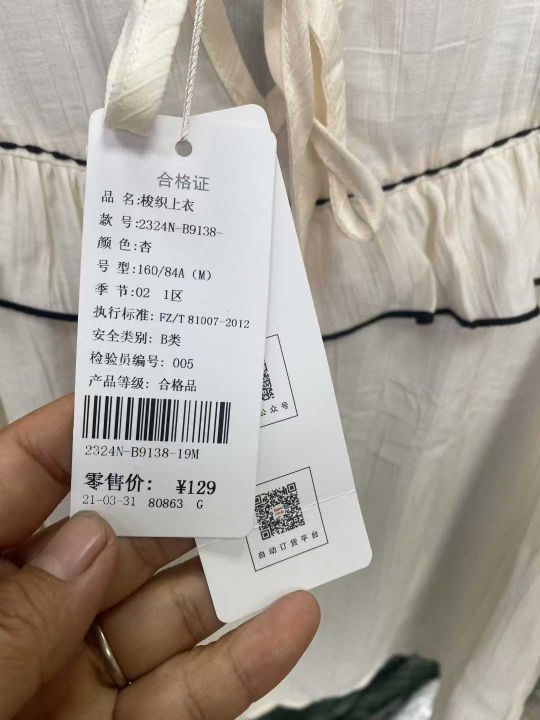 合格证
品 名:梭织上衣
款 号:2324N-B9138-
颜 色:杏
号 型:160/84A (M)
季 节:02 1区
执行标准: FZ/T 81007-2012
安全类别: B类
检验员编号: 005
产品等级: 合格品
2324N-B9138-19M
零售价: ¥129
21-03-31 80863 G
公众号
自动订货平台